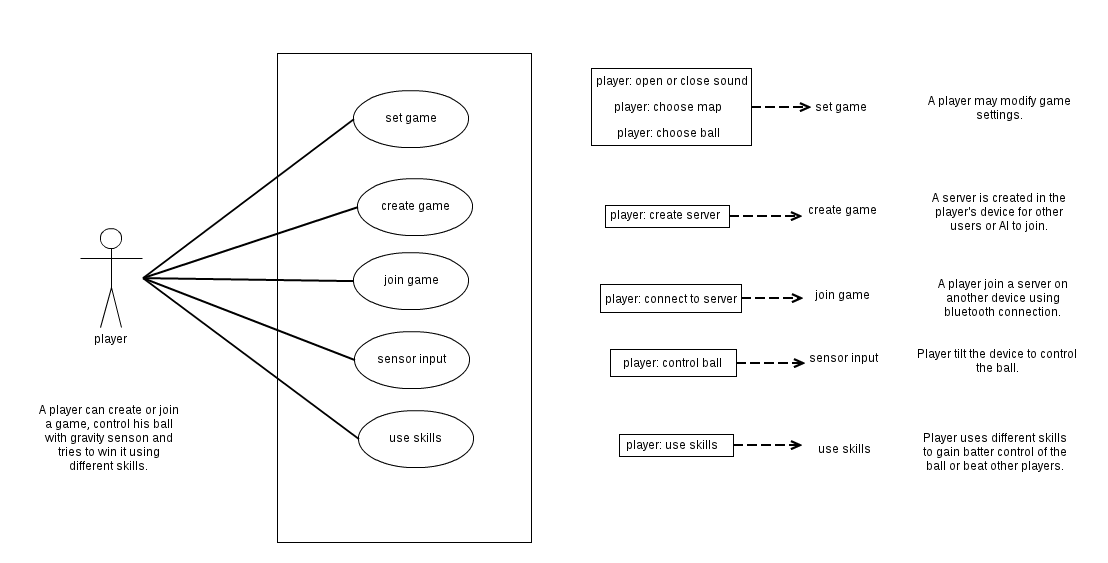 set game
create game
join game
sensor input
use skills
player
A player can create or join
a game, control his ball
with gravity senson and
tries to win it using
different skills.
player: open or close sound
player: choose map
player: choose ball
set game
A player may modify game
settings.
player: create server
create game
A server is created in the
player's device for other
users or AI to join.
player: connect to server
join game
A player join a server on
another device using
bluetooth connection.
player: control ball
sensor input
Player tilt the device to control
the ball.
player: use skills
use skills
Player uses different skills
to gain batter control of the
ball or beat other players.